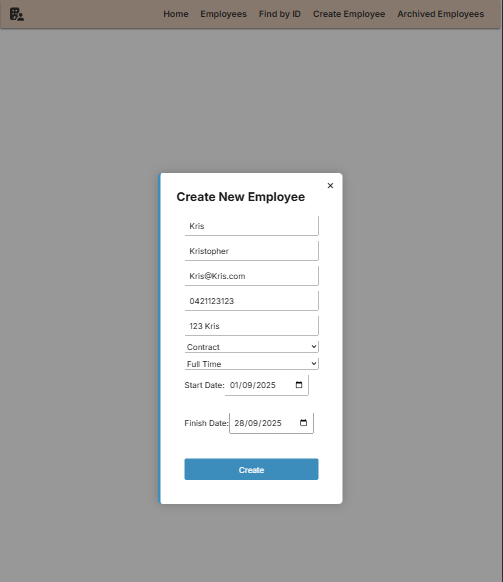 Home Employees Find by ID Create Employee Archived Employees
×
Create New Employee
Kris
Kristopher
Kris@Kris.com
0421123123
123 Kris
Contract
Full Time
Start Date: 01/09/2025
Finish Date: 28/09/2025
Create